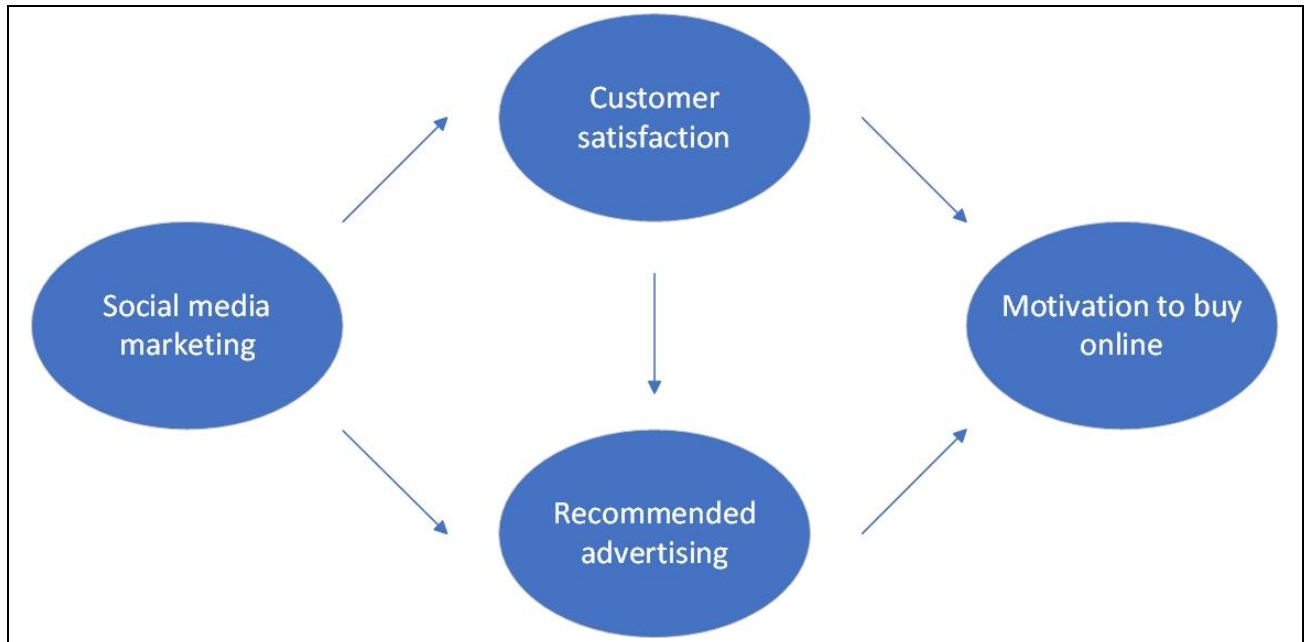 Customer
satisfaction
Social media
marketing
Motivation to buy
online
Recommended
advertising